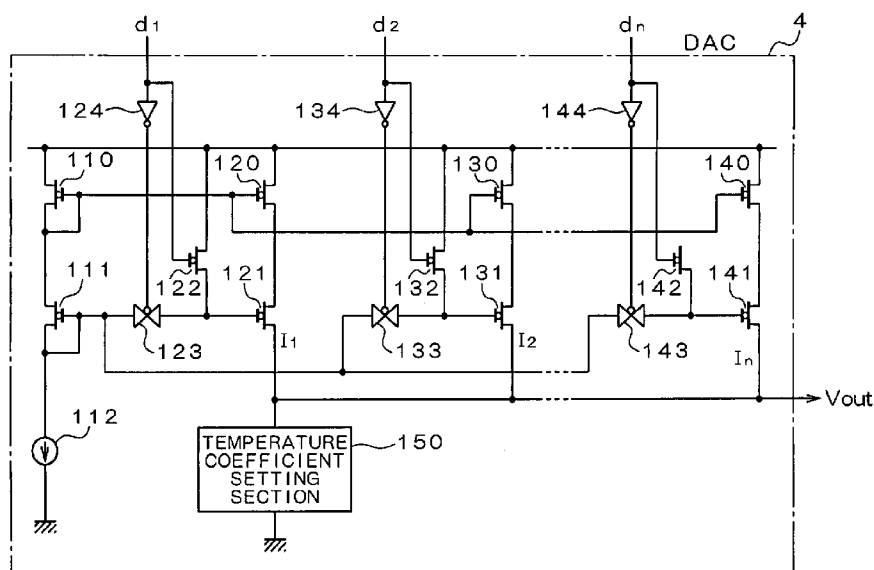 d1
d2
dn
DAC
4
124
134
144
110
120
130
140
111
122
121
132
131
142
141
123
133
143
I1
I2
In
Vout
112
TEMPERATURE
COEFFICIENT
SETTING
SECTION
150